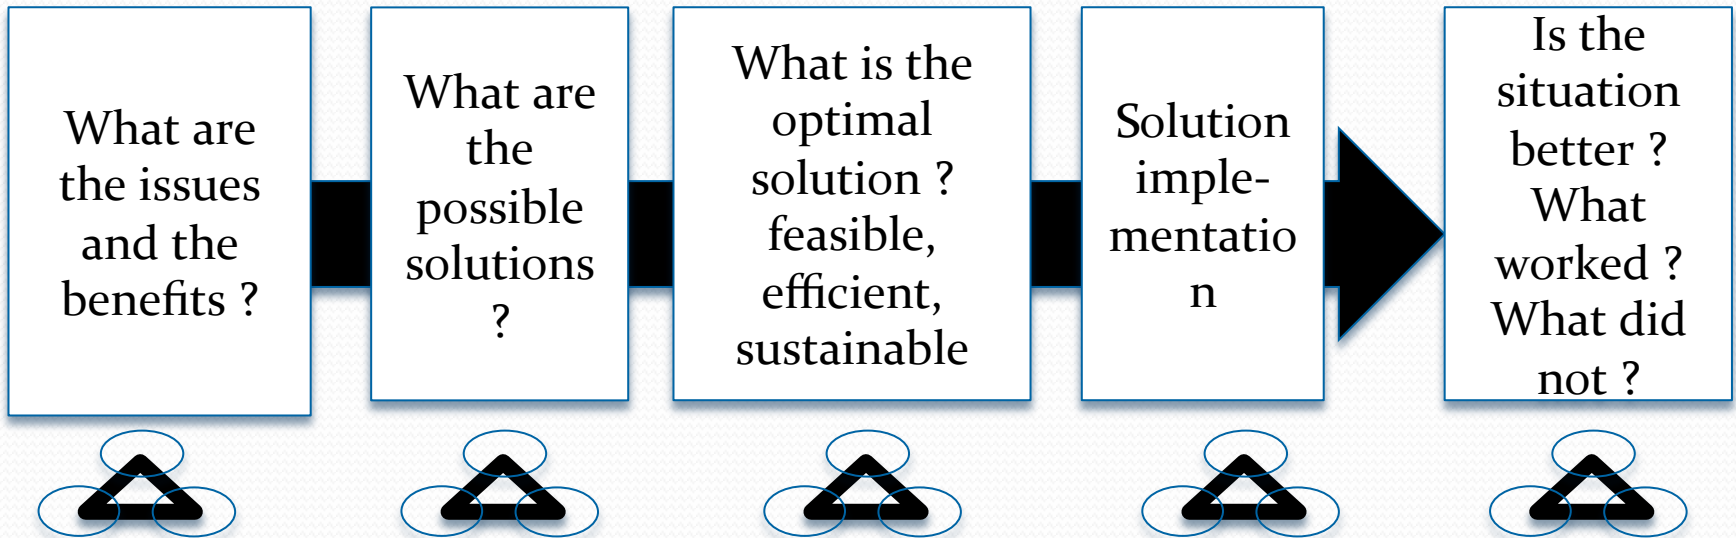 What are
the issues
and the
benefits ?
What are
the
possible
solutions
?
What is the
optimal
solution ?
feasible,
efficient,
sustainable
Solution
imple-
mentatio
n
Is the
situation
better ?
What
worked ?
What did
not ?